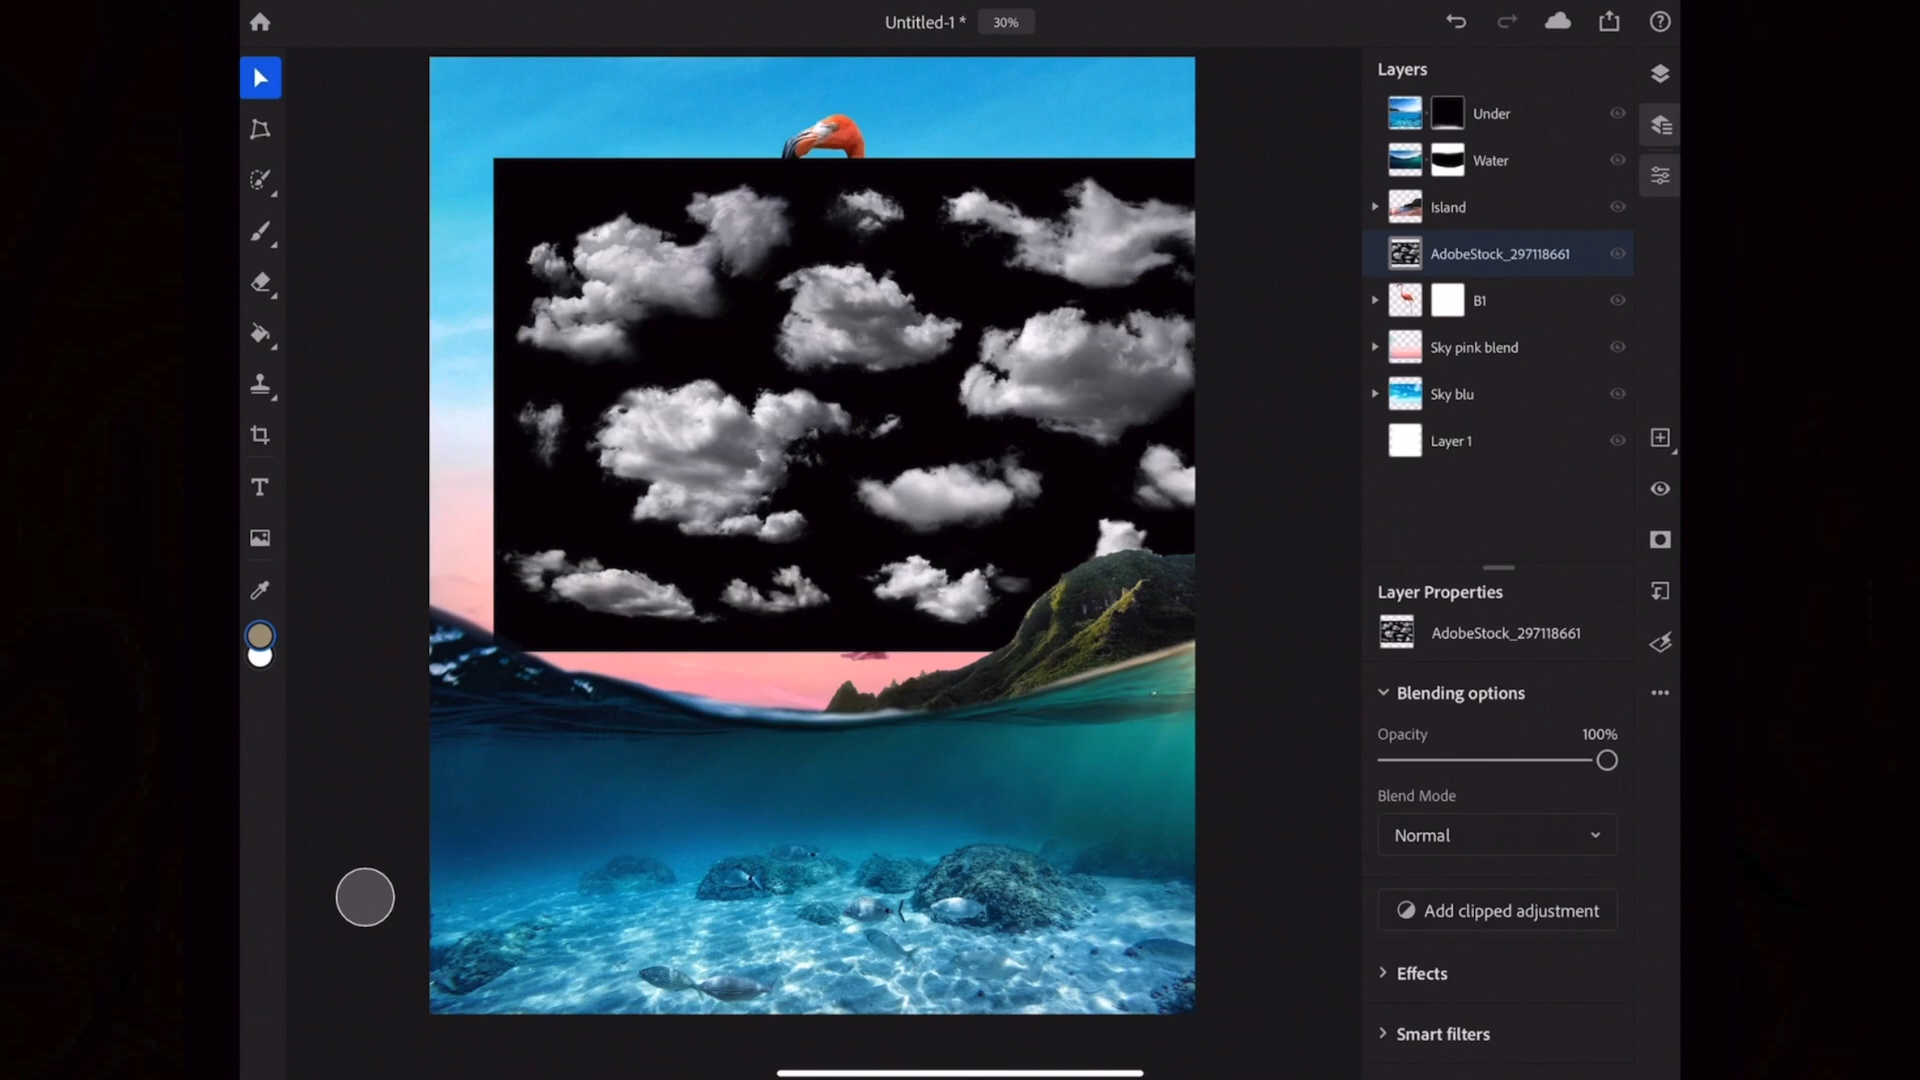 Untitled-1 *
30%
Layers
Under
Water
Island
AdobeStock_297118661
B1
Sky pink blend
Sky blu
Layer 1
Layer Properties
AdobeStock_297118661
Blending options
Opacity
100%
Blend Mode
Normal
Add clipped adjustment
Effects
Smart filters